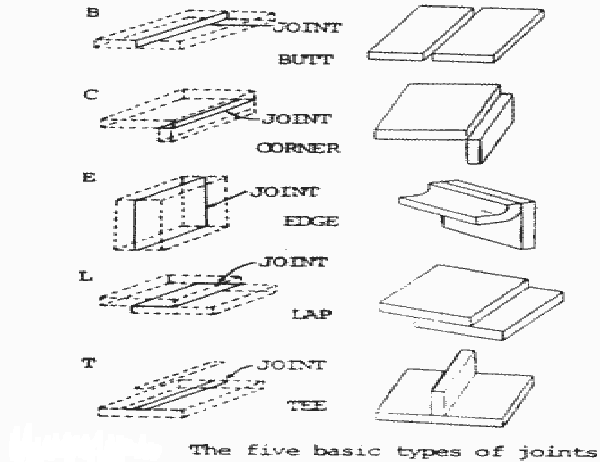 B
JOINT
BUTT
C
JOINT
CORNER
E
JOINT
EDGE
JOINT
L
LAP
T
JOINT
TEE
The five basic types of joints